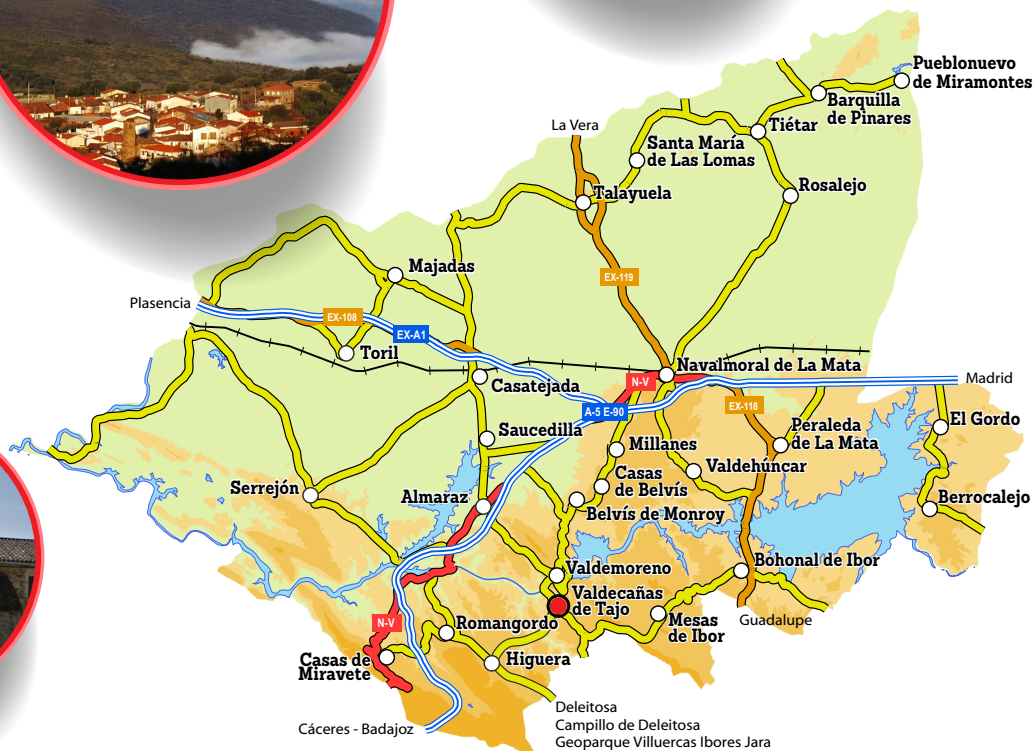 Pueblonuevo
de Miramontes
Barquilla
de Pinares
La Vera
Tiétar
Santa María
de Las Lomas
Talayuela
Rosalejo
Majadas
EX-119
Plasencia
EX-108
EX-A1
Toril
Navalmoral de La Mata
Casatejada
N-V
Madrid
A-5 E-90
EX-118
El Gordo
Saucedilla
Peraleda
de La Mata
Millanes
Valdehúncar
Casas
de Belvís
Serrejón
Almaraz
Berrocalejo
Belvís de Monroy
Bohonal de Ibor
Valdemoreno
Valdecañas
de Tajo
N-V
Romangordo
Mesas
de Ibor
Guadalupe
Casas de
Miravete
Higuera
Deleitosa
Campillo de Deleitosa
Geoparque Villuercas Ibores Jara
Cáceres - Badajoz